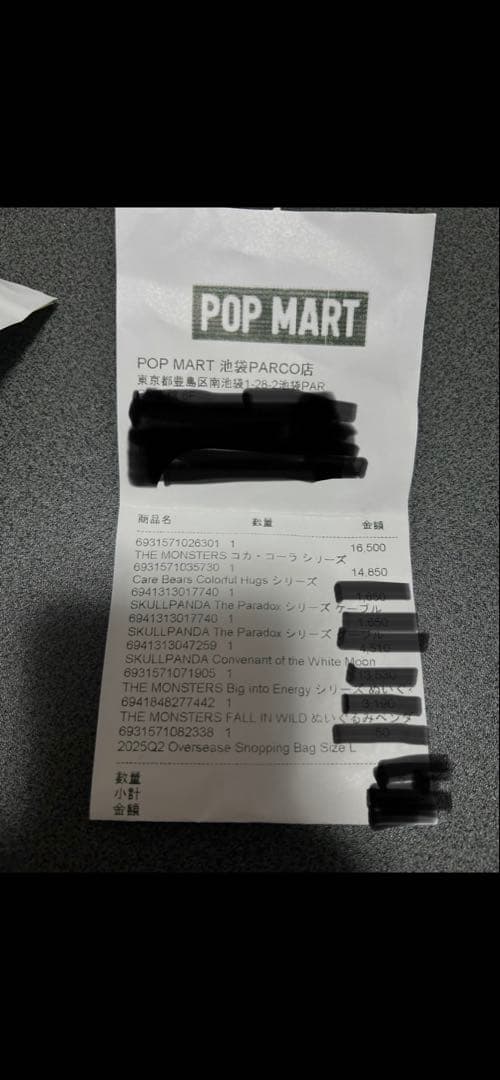 POP MART
POP MART 池袋PARCO店
東京都豊島区南池袋1-28-2池袋PAR
商品名 数量 金額
6931571026301 1 16,500
THE MONSTERS コカ・コーラ シリーズ
6931571035730 1 14,850
Care Bears Colorful Hugs シリーズ
6941313017740 1
SKULLPANDA The Paradox シリーズ ケーブル
6941313017740 1
SKULLPANDA The Paradox シリーズ
6941313047259 1
SKULLPANDA Convenant of the White Moon
6931571071905 1
THE MONSTERS Big into Energy シリーズ ぬいぐ
6941848277442 1 3,190
THE MONSTERS FALL IN WILD ぬいぐるみペンダ
6931571082338 1 50
2025Q2 Oversease Shopping Bag Size L
数量
小計
金額